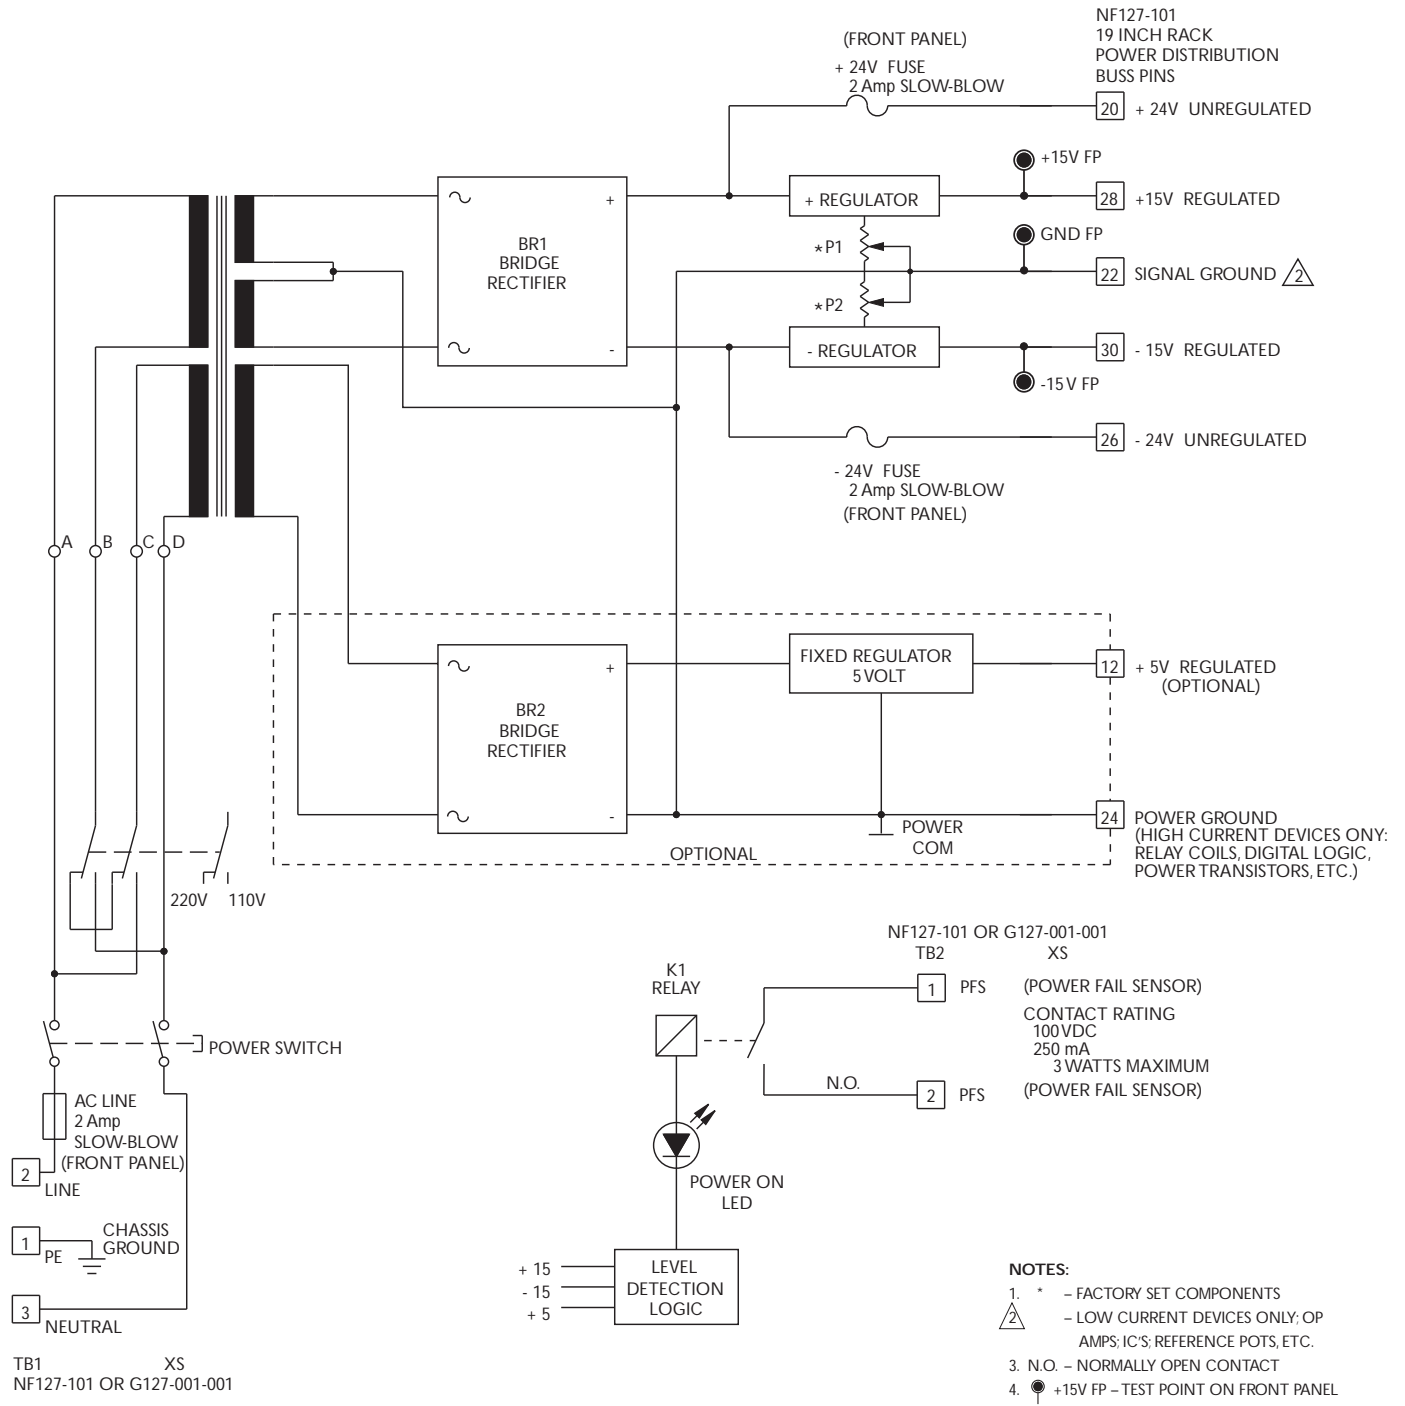 NF127-101
19 INCH RACK
POWER DISTRIBUTION
BUSS PINS
(FRONT PANEL)
+ 24V FUSE
2 Amp SLOW-BLOW
20 + 24V UNREGULATED
+15V FP
+ REGULATOR
28 +15V REGULATED
+
BR1
BRIDGE
RECTIFIER
-
GND FP
*P1
22 SIGNAL GROUND 2
*P2
- REGULATOR
30 - 15V REGULATED
-15V FP
26 - 24V UNREGULATED
- 24V FUSE
2 Amp SLOW-BLOW
(FRONT PANEL)
A B C D
+
BR2
BRIDGE
RECTIFIER
-
FIXED REGULATOR
5 VOLT
12 + 5V REGULATED
(OPTIONAL)
24 POWER GROUND
(HIGH CURRENT DEVICES ONY:
RELAY COILS, DIGITAL LOGIC,
POWER TRANSISTORS, ETC.)
POWER
COM
OPTIONAL
220V 110V
NF127-101 OR G127-001-001
TB2 XS
K1
RELAY
1 PFS (POWER FAIL SENSOR)
CONTACT RATING
100VDC
250 mA
3 WATTS MAXIMUM
N.O.
2 PFS (POWER FAIL SENSOR)
POWER SWITCH
AC LINE
2 Amp
SLOW-BLOW
(FRONT PANEL)
2
LINE
POWER ON
LED
1
PE
CHASSIS
GROUND
3
NEUTRAL
+ 15
- 15
+ 5
LEVEL
DETECTION
LOGIC
TB1 XS
NF127-101 OR G127-001-001
NOTES:
1. * – FACTORY SET COMPONENTS
2 – LOW CURRENT DEVICES ONLY; OP
AMPS; IC'S; REFERENCE POTS, ETC.
3. N.O. – NORMALLY OPEN CONTACT
4. +15V FP – TEST POINT ON FRONT PANEL